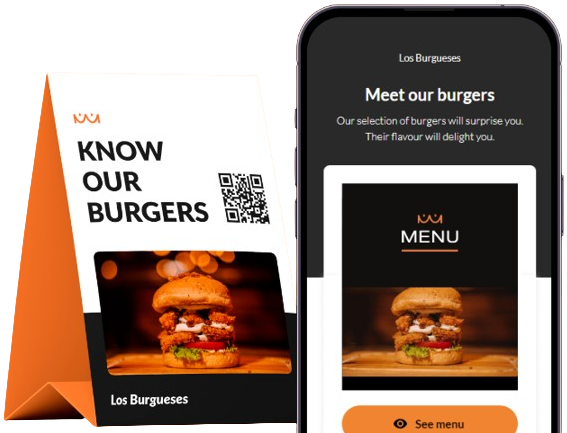 KNOW
OUR
BURGERS
Los Burgueses
Los Burgueses
Meet our burgers
Our selection of burgers will surprise you.
Their flavour will delight you.
MENU
See menu